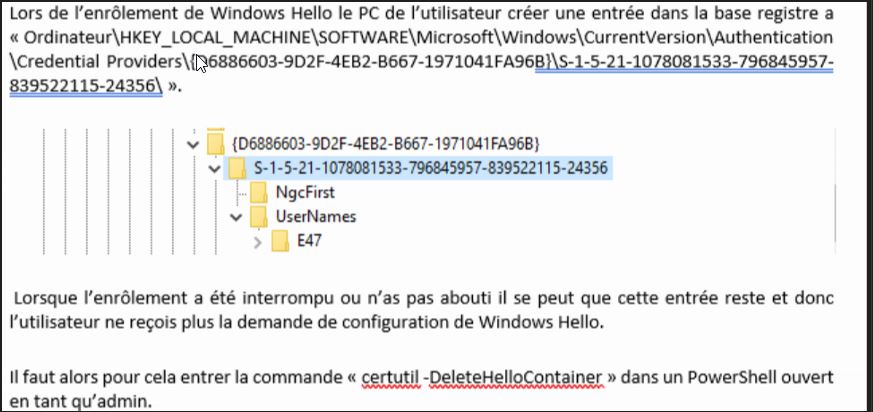 Lors de l’enrôlement de Windows Hello le PC de l’utilisateur créer une entrée dans la base registre a
« Ordinateur\HKEY_LOCAL_MACHINE\SOFTWARE\Microsoft\Windows\CurrentVersion\Authentication
\Credential Providers\{D6886603-9D2F-4EB2-B667-1971041FA96B}\S-1-5-21-1078081533-796845957-
839522115-24356\ ».
{D6886603-9D2F-4EB2-B667-1971041FA96B}
S-1-5-21-1078081533-796845957-839522115-24356
NgcFirst
UserNames
E47
Lorsque l’enrôlement a été interrompu ou n’as pas abouti il se peut que cette entrée reste et donc
l’utilisateur ne reçois plus la demande de configuration de Windows Hello.
Il faut alors pour cela entrer la commande « certutil -DeleteHelloContainer » dans un PowerShell ouvert
en tant qu’admin.